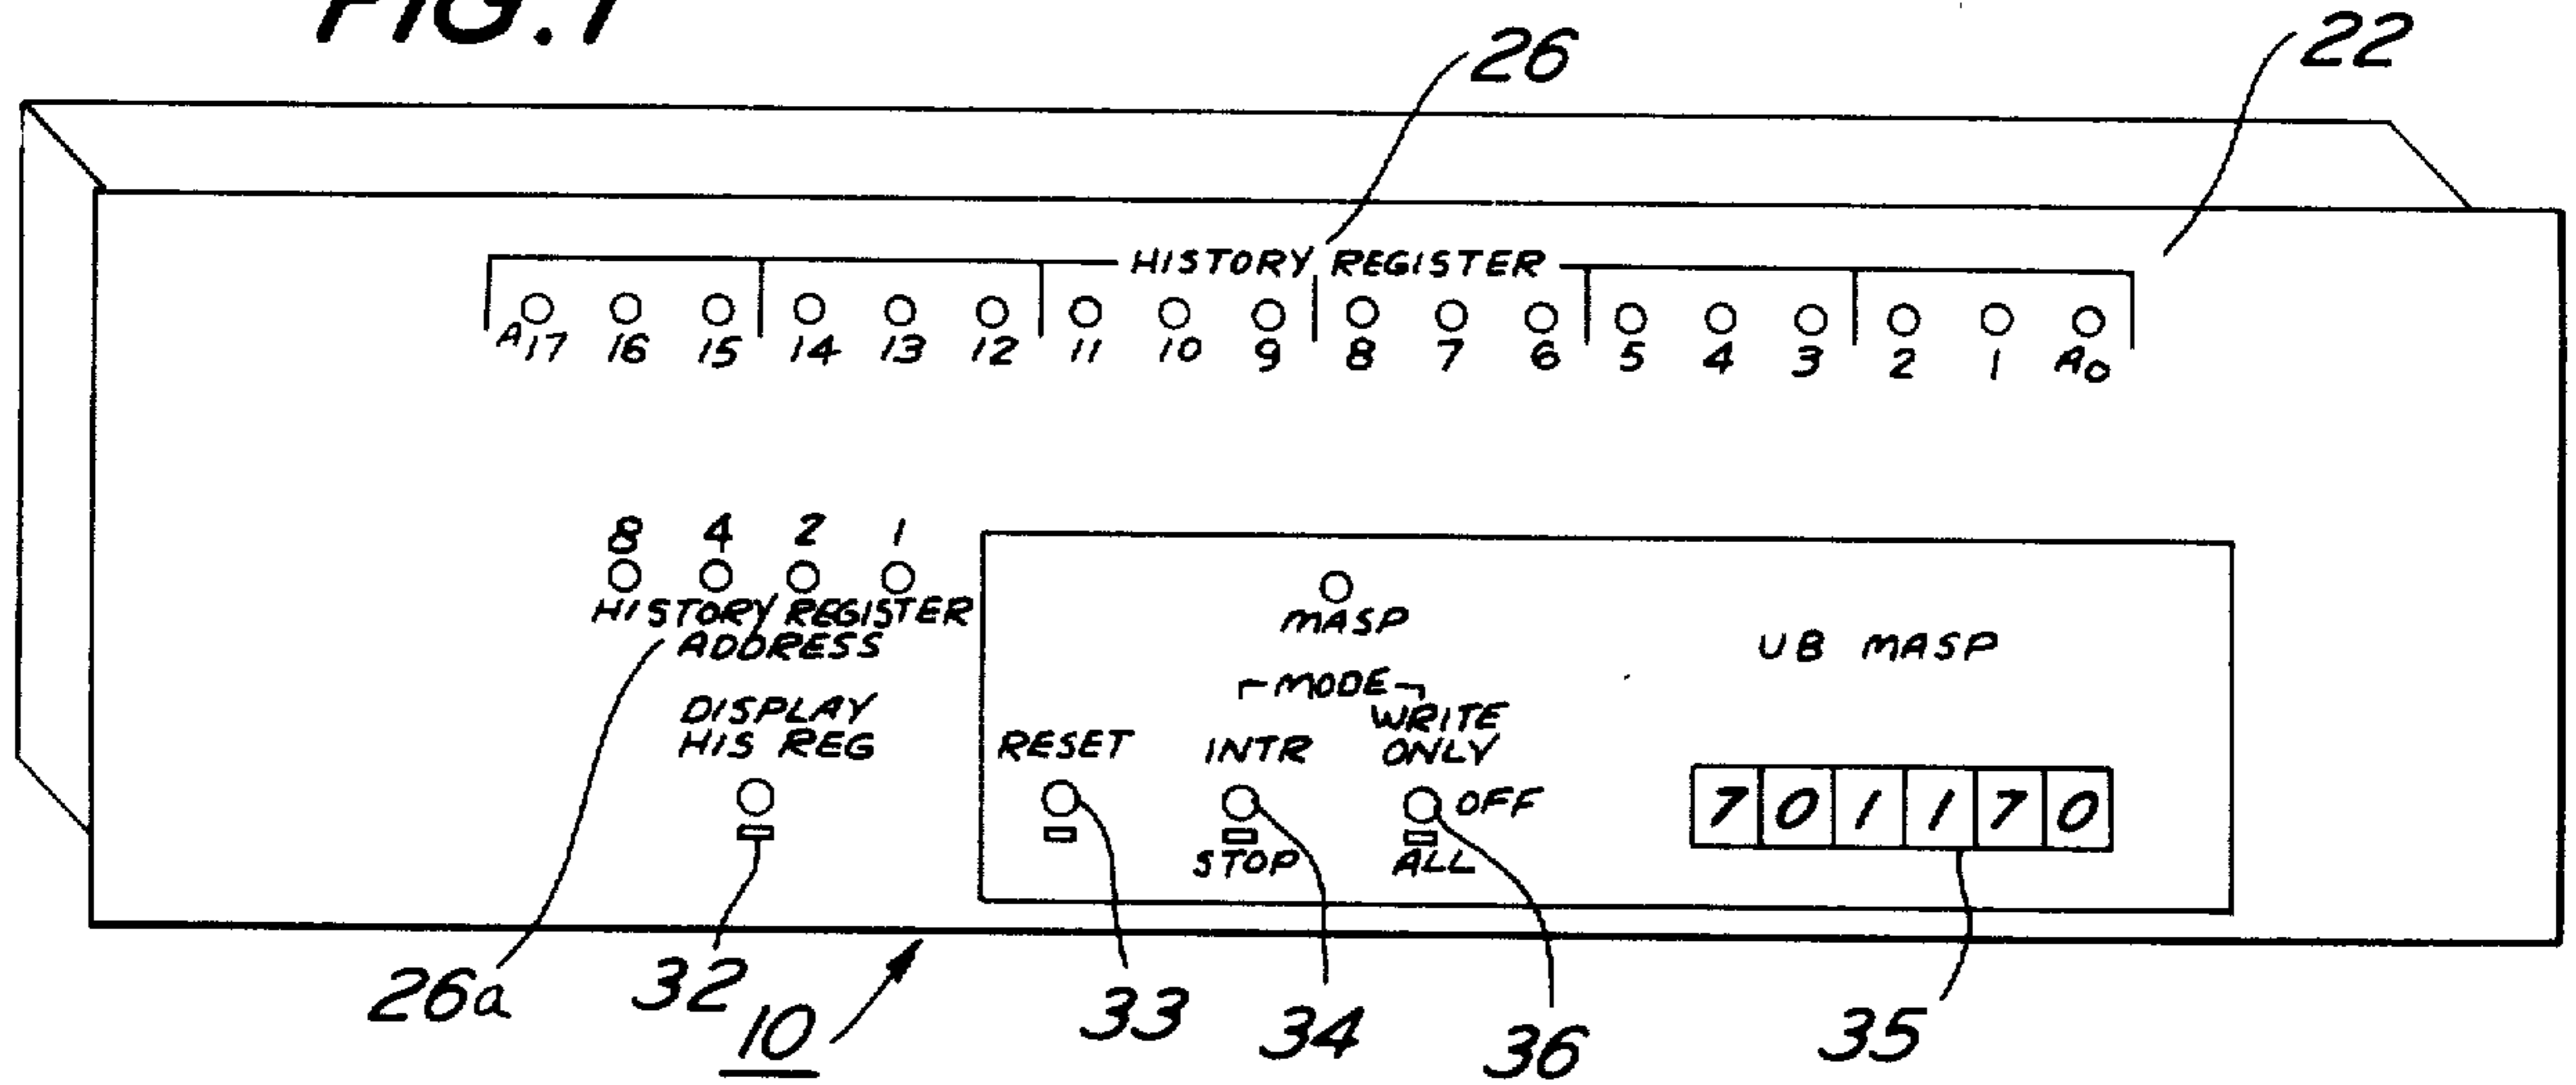 FIG. 1
26
22
HISTORY REGISTER
A17 16 15 14 13 12 11 10 9 8 7 6 5 4 3 2 1 A0
8 4 2 1
HISTORY REGISTER
ADDRESS
DISPLAY
HIS REG
MASP
UB MASP
MODE
RESET
INTR
STOP
WRITE
ONLY
OFF
ALL
7 0 1 1 7 0
26a
32
10
33
34
36
35